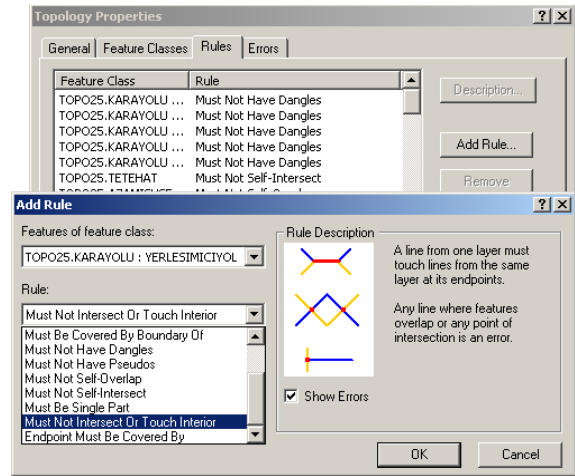 Topology Properties
General Feature Classes Rules Errors
Feature Class Rule
TOPO25.KARAYOLU ... Must Not Have Dangles
TOPO25.KARAYOLU ... Must Not Have Dangles
TOPO25.KARAYOLU ... Must Not Have Dangles
TOPO25.KARAYOLU ... Must Not Have Dangles
TOPO25.KARAYOLU ... Must Not Have Dangles
TOPO25.TETEHAT Must Not Self-Intersect
Description...
Add Rule...
Remove
Add Rule
Features of feature class:
TOPO25.KARAYOLU : YERLESIMICIYOL
Rule:
Must Not Intersect Or Touch Interior
Must Be Covered By Boundary Of
Must Not Have Dangles
Must Not Have Pseudos
Must Not Self-Overlap
Must Not Self-Intersect
Must Be Single Part
Must Not Intersect Or Touch Interior
Endpoint Must Be Covered By
Rule Description
A line from one layer must
touch lines from the same
layer at its endpoints.
Any line where features
overlap or any point of
intersection is an error.
Show Errors
OK Cancel